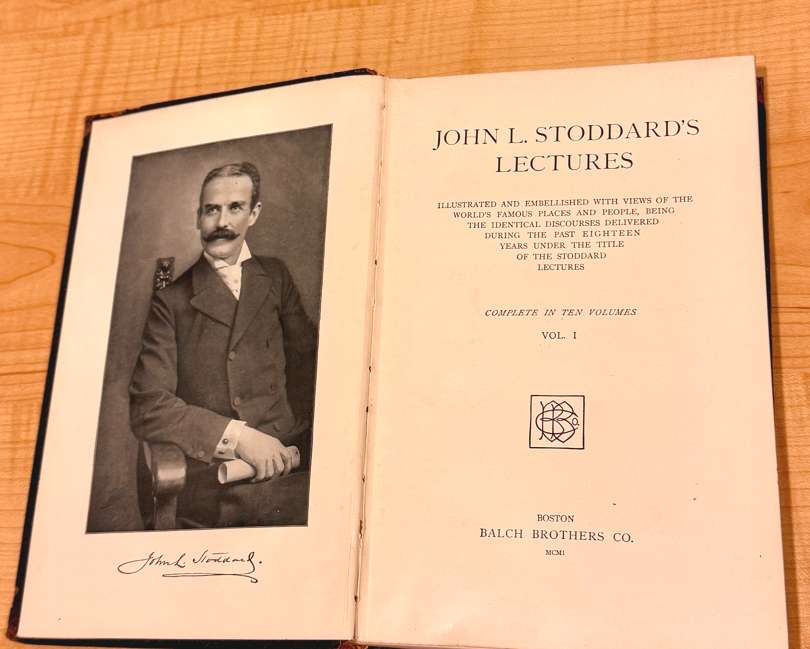 John L. Stoddard.
JOHN L. STODDARD'S
LECTURES
ILLUSTRATED AND EMBELLISHED WITH VIEWS OF THE
WORLD'S FAMOUS PLACES AND PEOPLE, BEING
THE IDENTICAL DISCOURSES DELIVERED
DURING THE PAST EIGHTEEN
YEARS UNDER THE TITLE
OF THE STODDARD
LECTURES
COMPLETE IN TEN VOLUMES
VOL. I
BOSTON
BALCH BROTHERS CO.
MCMI